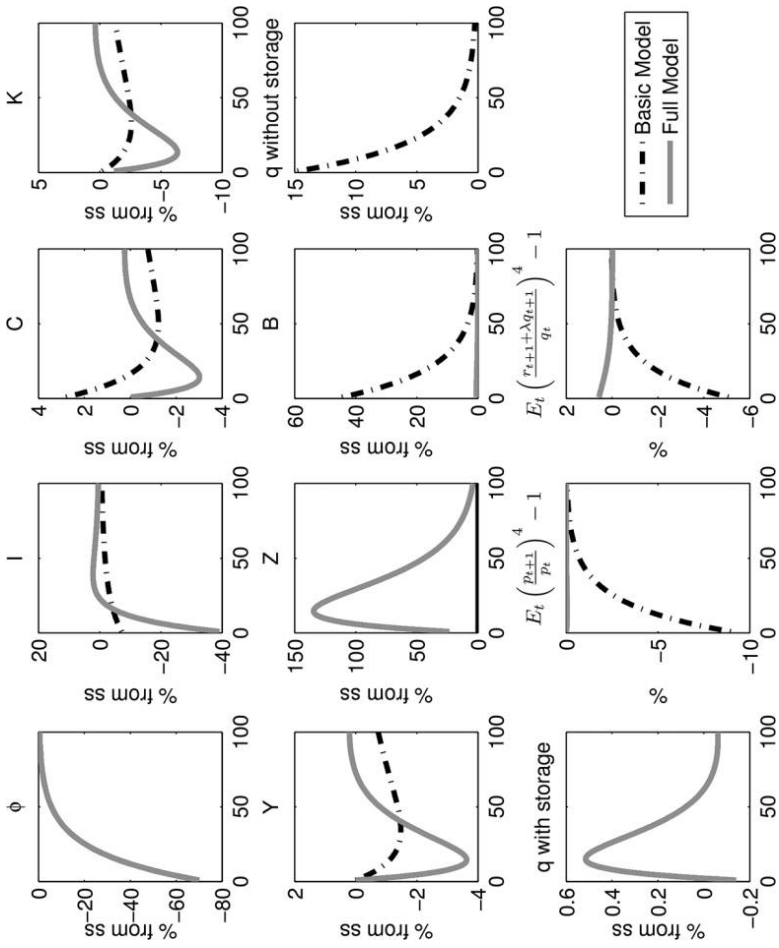 ϕ
% from ss
0
−20
−40
−60
−80
0 50 100
I
% from ss
20
0
−20
−40
0 50 100
C
% from ss
4
2
0
−2
−4
0 50 100
K
% from ss
5
0
−5
−10
0 50 100
Y
% from ss
2
0
−2
−4
0 50 100
Z
% from ss
150
100
50
0
0 50 100
B
% from ss
60
40
20
0
0 50 100
q without storage
% from ss
15
10
5
0
0 50 100
q with storage
% from ss
0.6
0.4
0.2
0
−0.2
0 50 100
E_t (p_{t+1}/p_t)^4 − 1
%
0
−5
−10
0 50 100
E_t (r_{t+1}+λq_{t+1}/q_t)^4 − 1
%
2
0
−2
−4
−6
0 50 100
Basic Model
Full Model